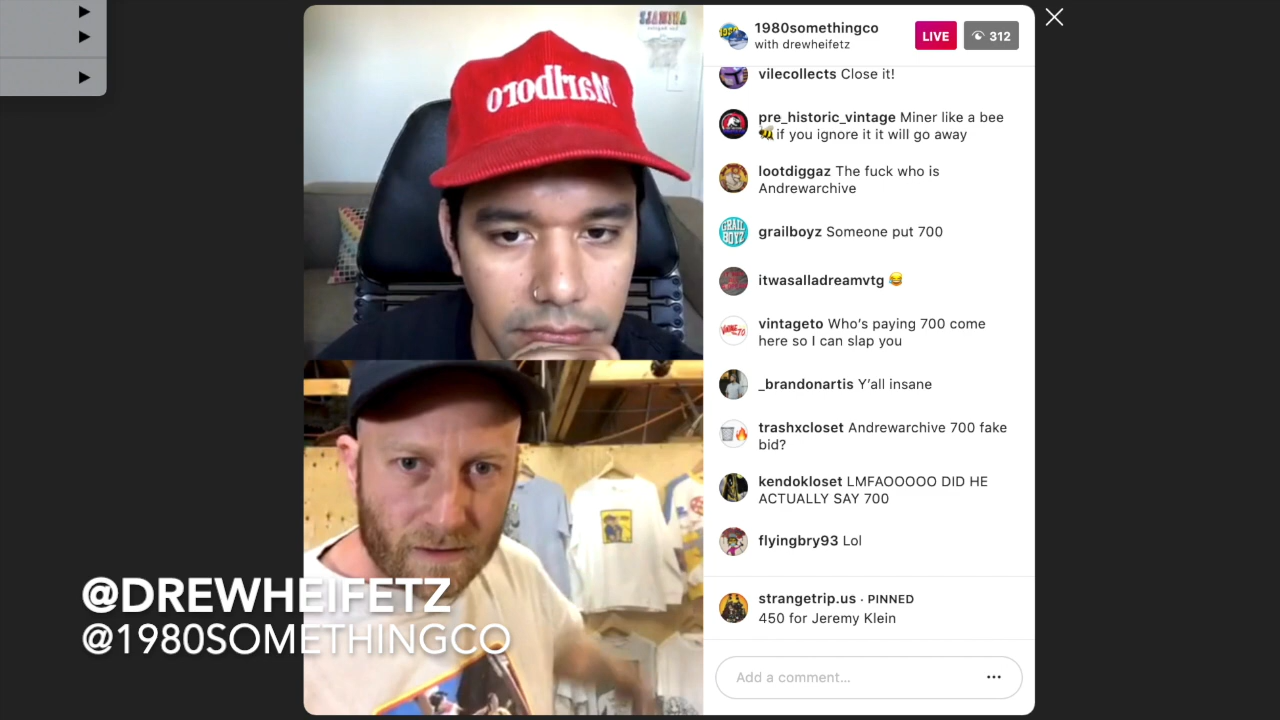 Marlboro
1980somethingco
with drewheifetz
LIVE
312
vilecollects Close it!
pre_historic_vintage Miner like a bee
🐝 if you ignore it it will go away
lootdiggaz The fuck who is
Andrewarchive
GRAIL
BOYZ
grailboyz Someone put 700
itwasalladreamvtg 😂
vintageto Who's paying 700 come
here so I can slap you
_brandonartis Y'all insane
trashxcloset Andrewarchive 700 fake
bid?
kendokloset LMFAOOOOO DID HE
ACTUALLY SAY 700
flyingbry93 Lol
strangetrip.us · PINNED
450 for Jeremy Klein
Add a comment...
@DREWHEIFETZ
@1980SOMETHINGCO